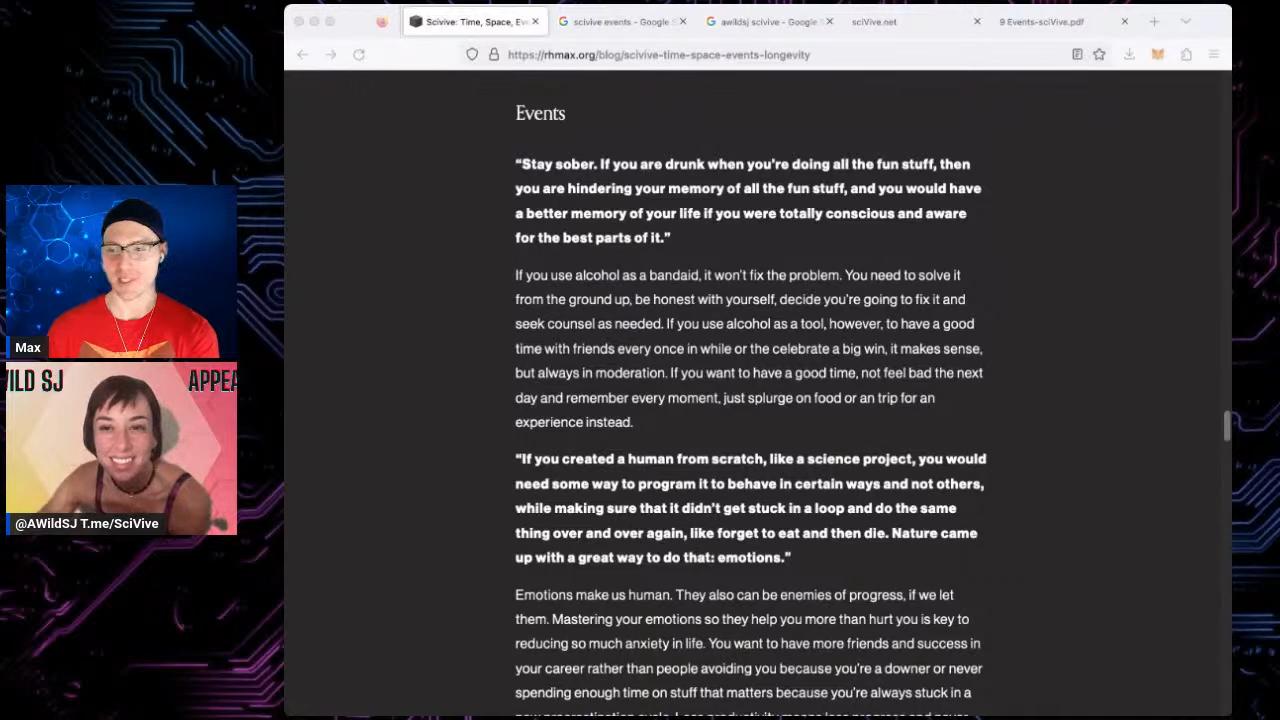 Scivive: Time, Space, Eve
scivive events - Google S
awildsj scivive - Google S
sciVive.net
9 Events-sciVive.pdf
https://rhmax.org/blog/scivive-time-space-events-longevity
Events
“Stay sober. If you are drunk when you’re doing all the fun stuff, then
you are hindering your memory of all the fun stuff, and you would have
a better memory of your life if you were totally conscious and aware
for the best parts of it.”
If you use alcohol as a bandaid, it won’t fix the problem. You need to solve it
from the ground up, be honest with yourself, decide you’re going to fix it and
seek counsel as needed. If you use alcohol as a tool, however, to have a good
time with friends every once in while or the celebrate a big win, it makes sense,
but always in moderation. If you want to have a good time, not feel bad the next
day and remember every moment, just splurge on food or an trip for an
experience instead.
“If you created a human from scratch, like a science project, you would
need some way to program it to behave in certain ways and not others,
while making sure that it didn’t get stuck in a loop and do the same
thing over and over again, like forget to eat and then die. Nature came
up with a great way to do that: emotions.”
Emotions make us human. They also can be enemies of progress, if we let
them. Mastering your emotions so they help you more than hurt you is key to
reducing so much anxiety in life. You want to have more friends and success in
your career rather than people avoiding you because you’re a downer or never
spending enough time on stuff that matters because you’re always stuck in a
Max
WILD SJ
APPEA
@AWildSJ T.me/SciVive